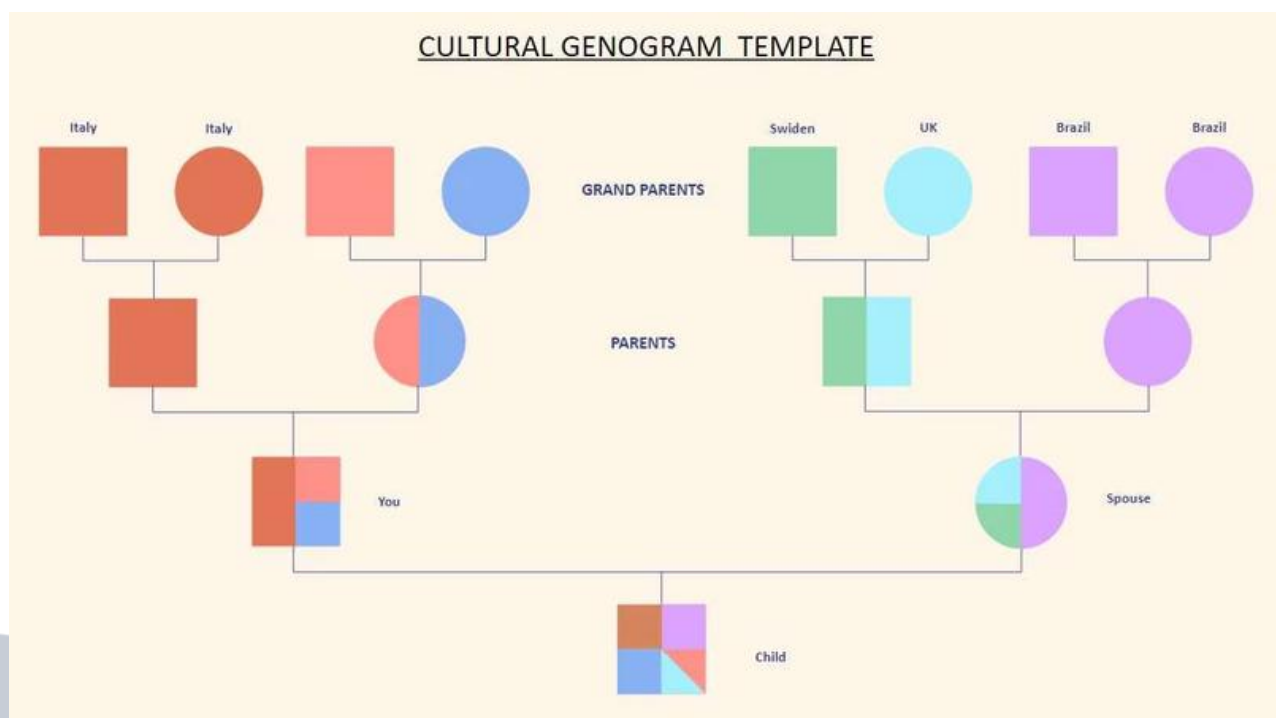 CULTURAL GENOGRAM TEMPLATE
Italy
Italy
Swiden
UK
Brazil
Brazil
GRAND PARENTS
PARENTS
You
Spouse
Child